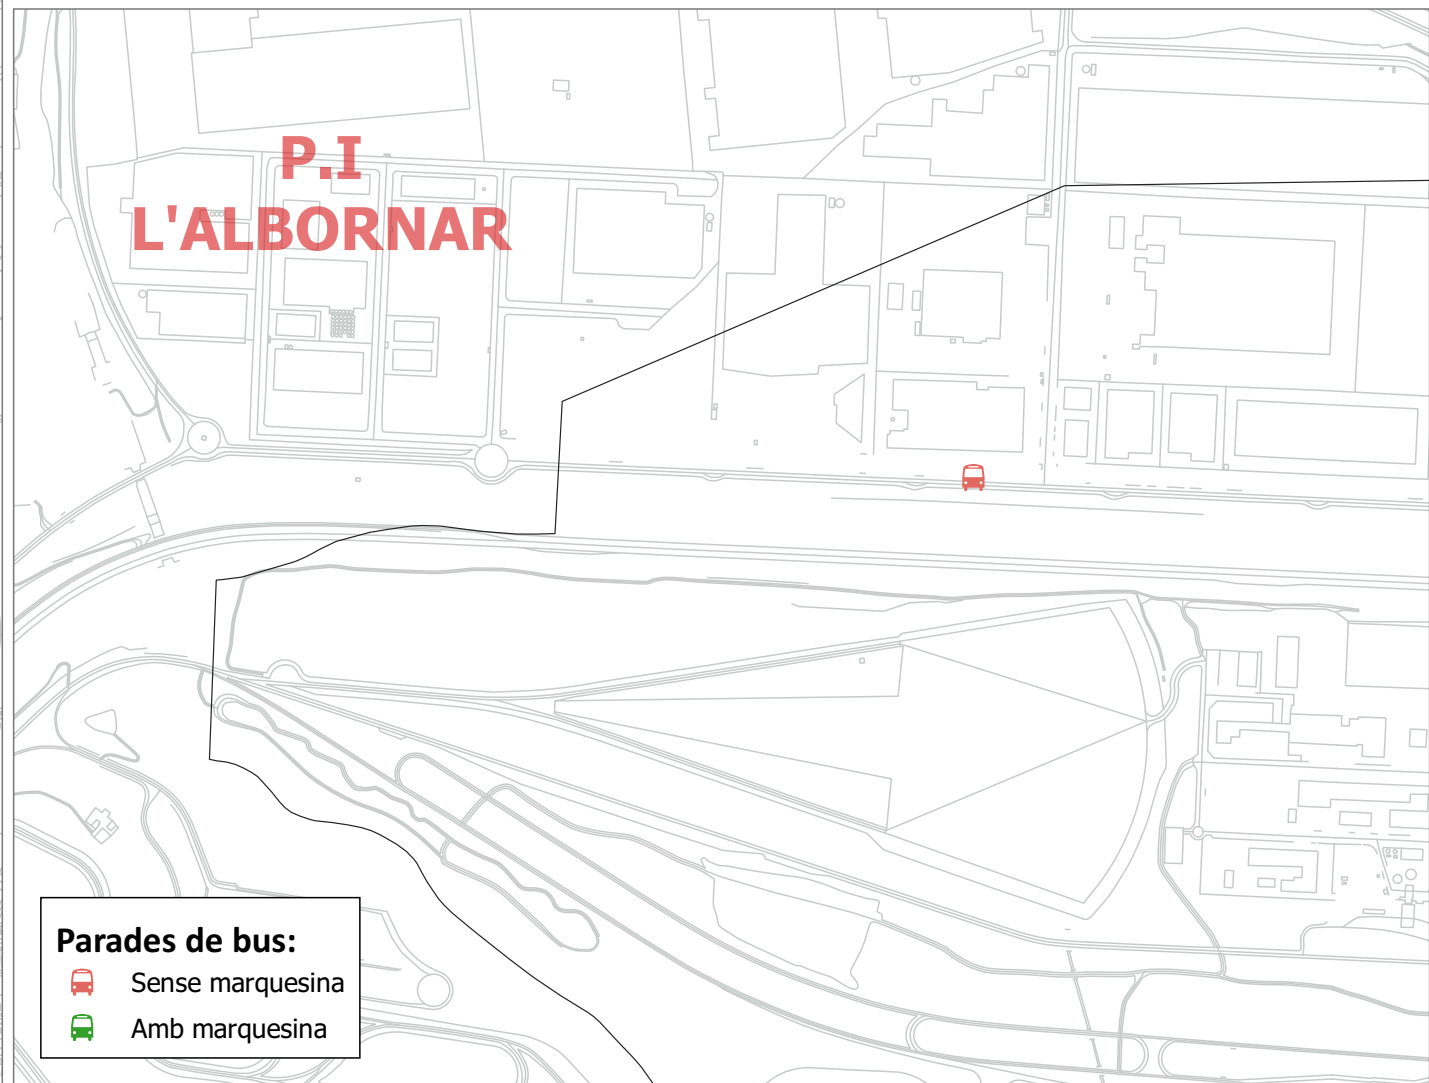 P.I
L'ALBORNAR
Parades de bus:
Sense marquesina
Amb marquesina